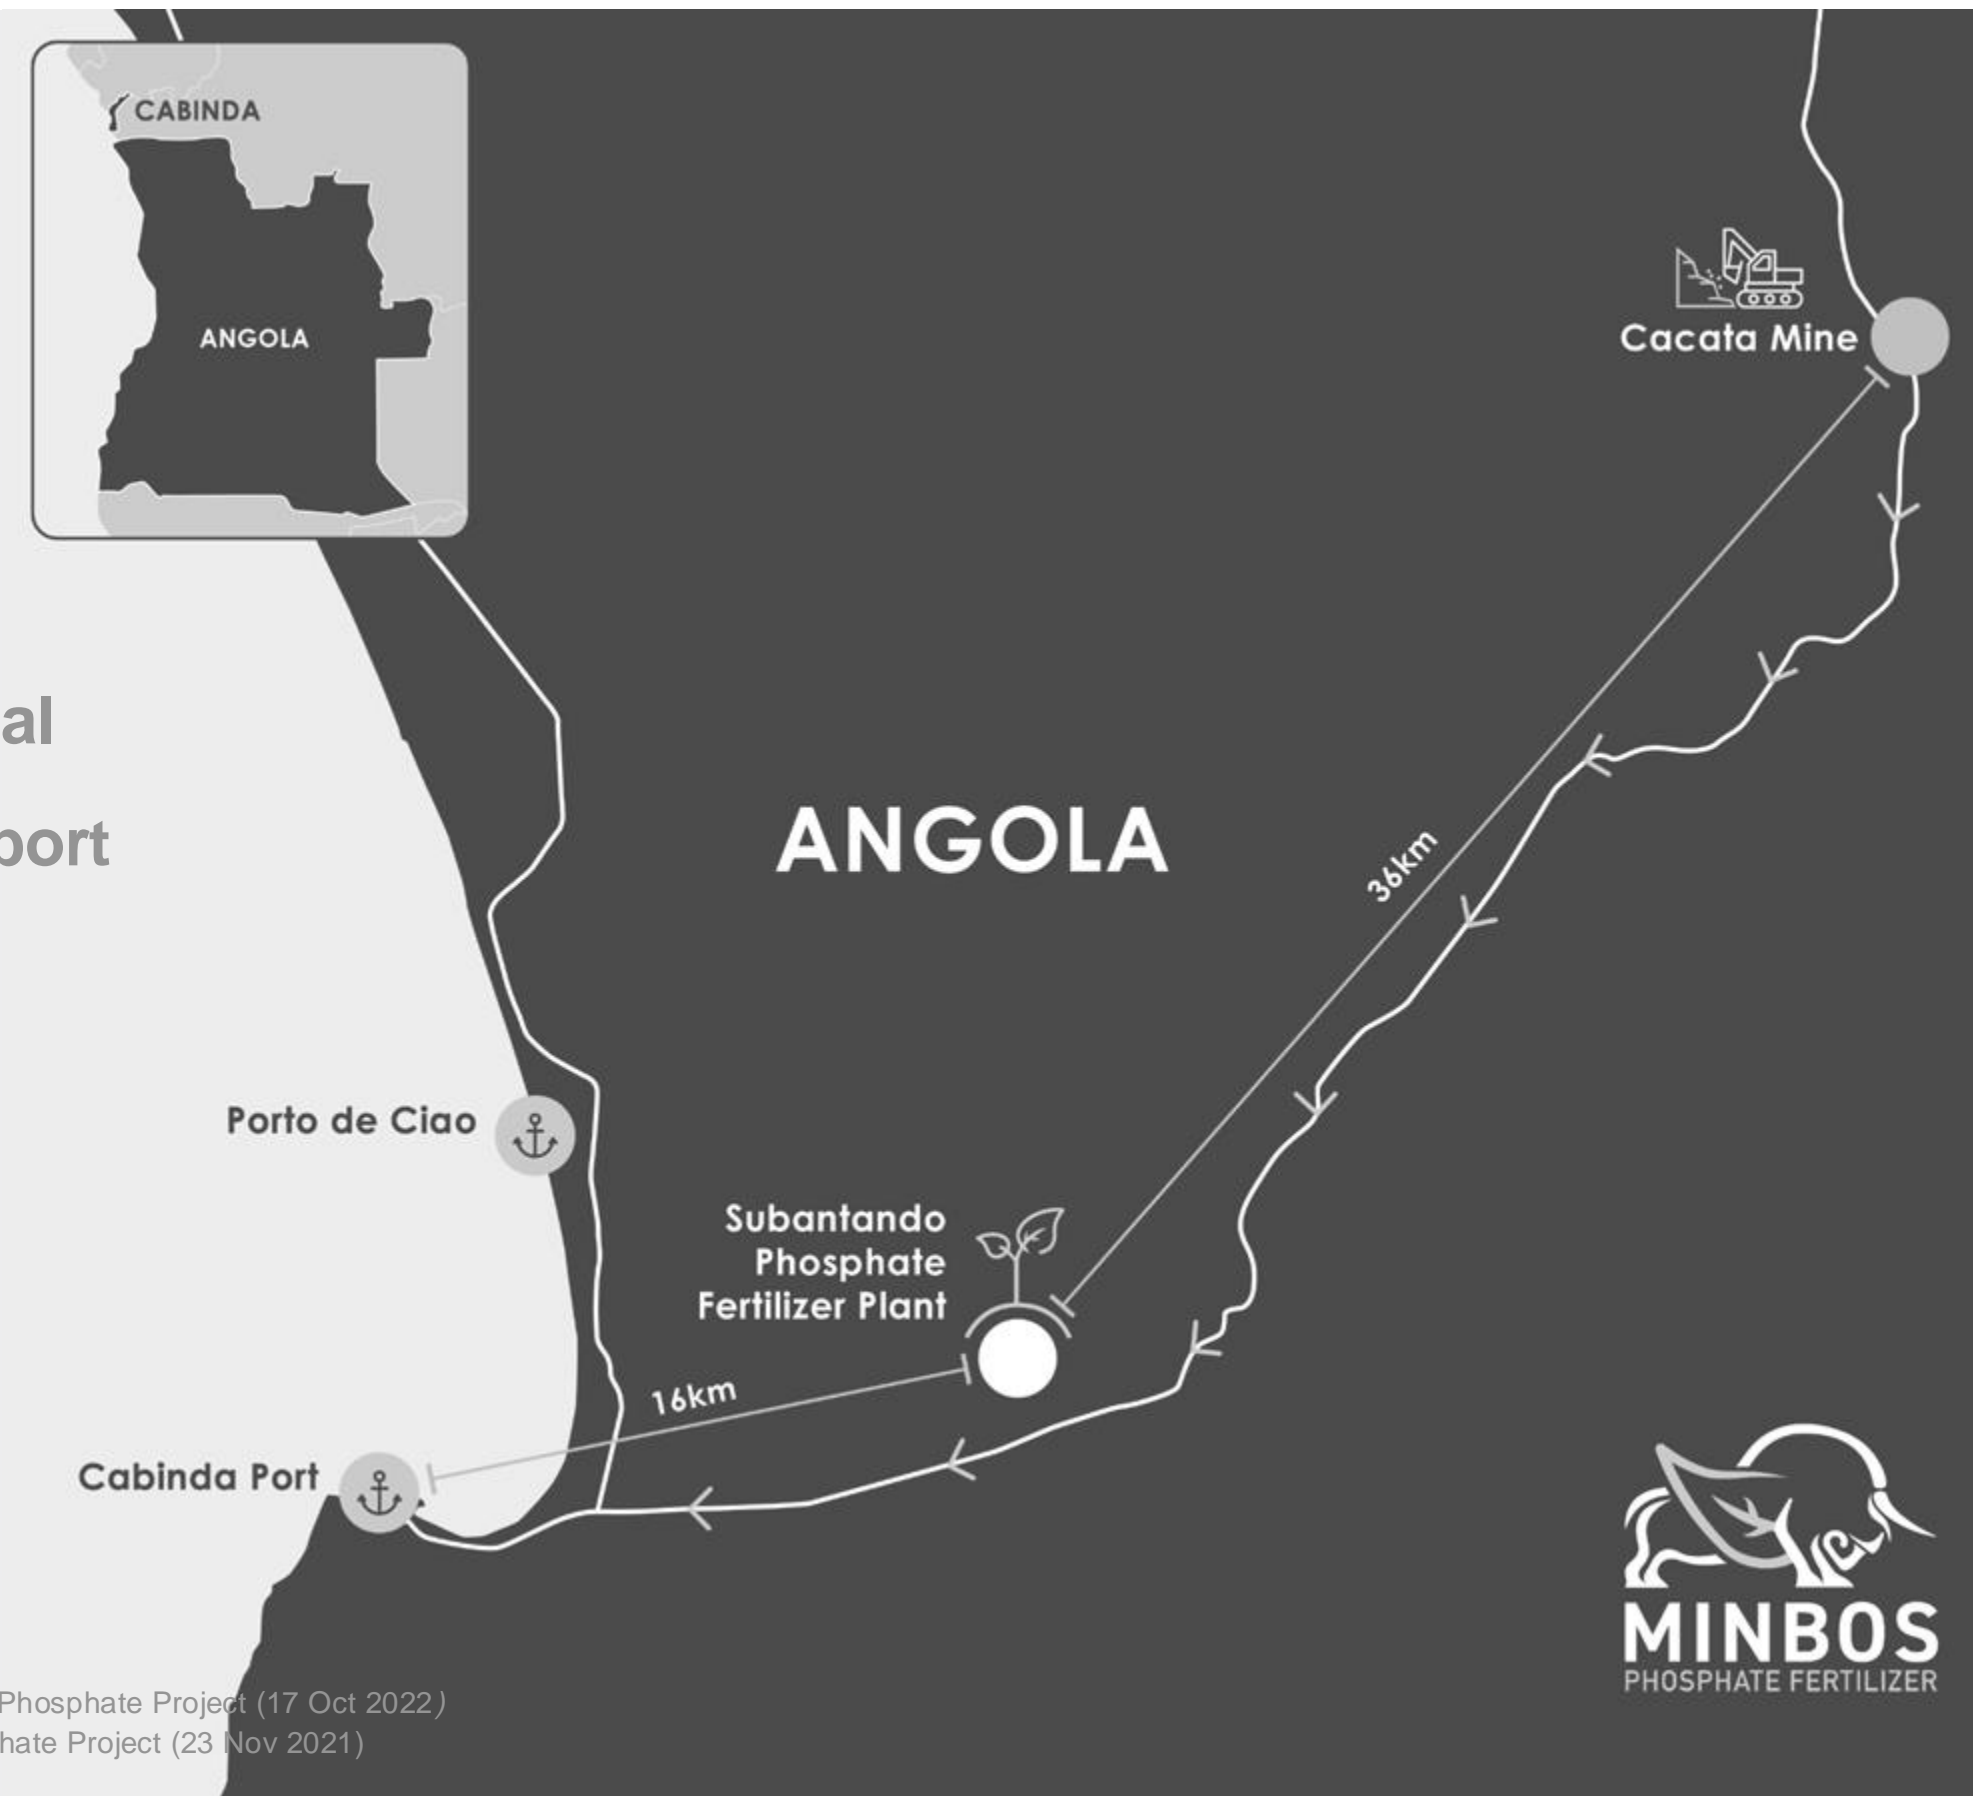 CABINDA
ANGOLA
Cacata Mine
al
port
ANGOLA
36km
Porto de Ciao
Subantando
Phosphate
Fertilizer Plant
16km
Cabinda Port
MINBOS
PHOSPHATE FERTILIZER
Phosphate Project (17 Oct 2022)
hate Project (23 Nov 2021)